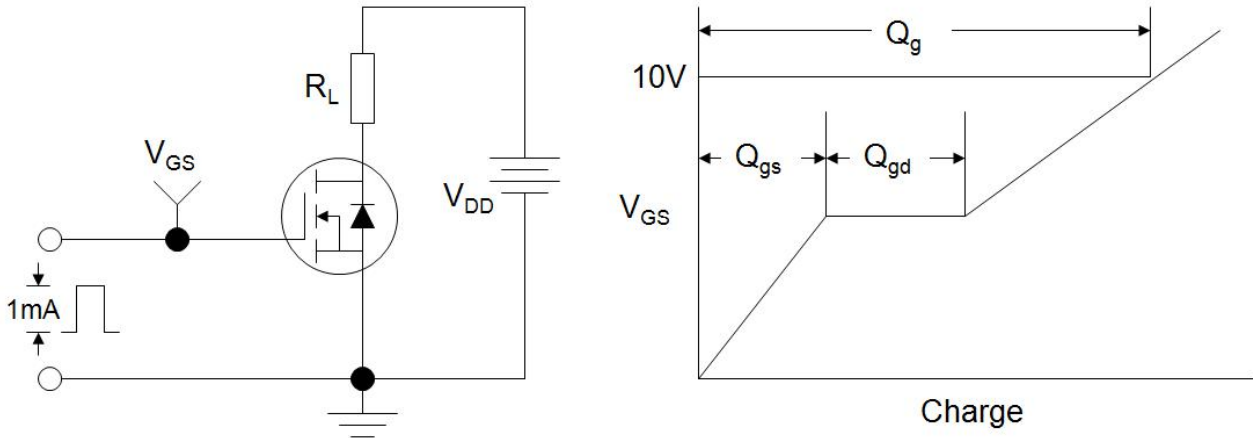 R_L
V_GS
V_DD
1mA
Q_g
10V
Q_gs
Q_gd
V_GS
Charge